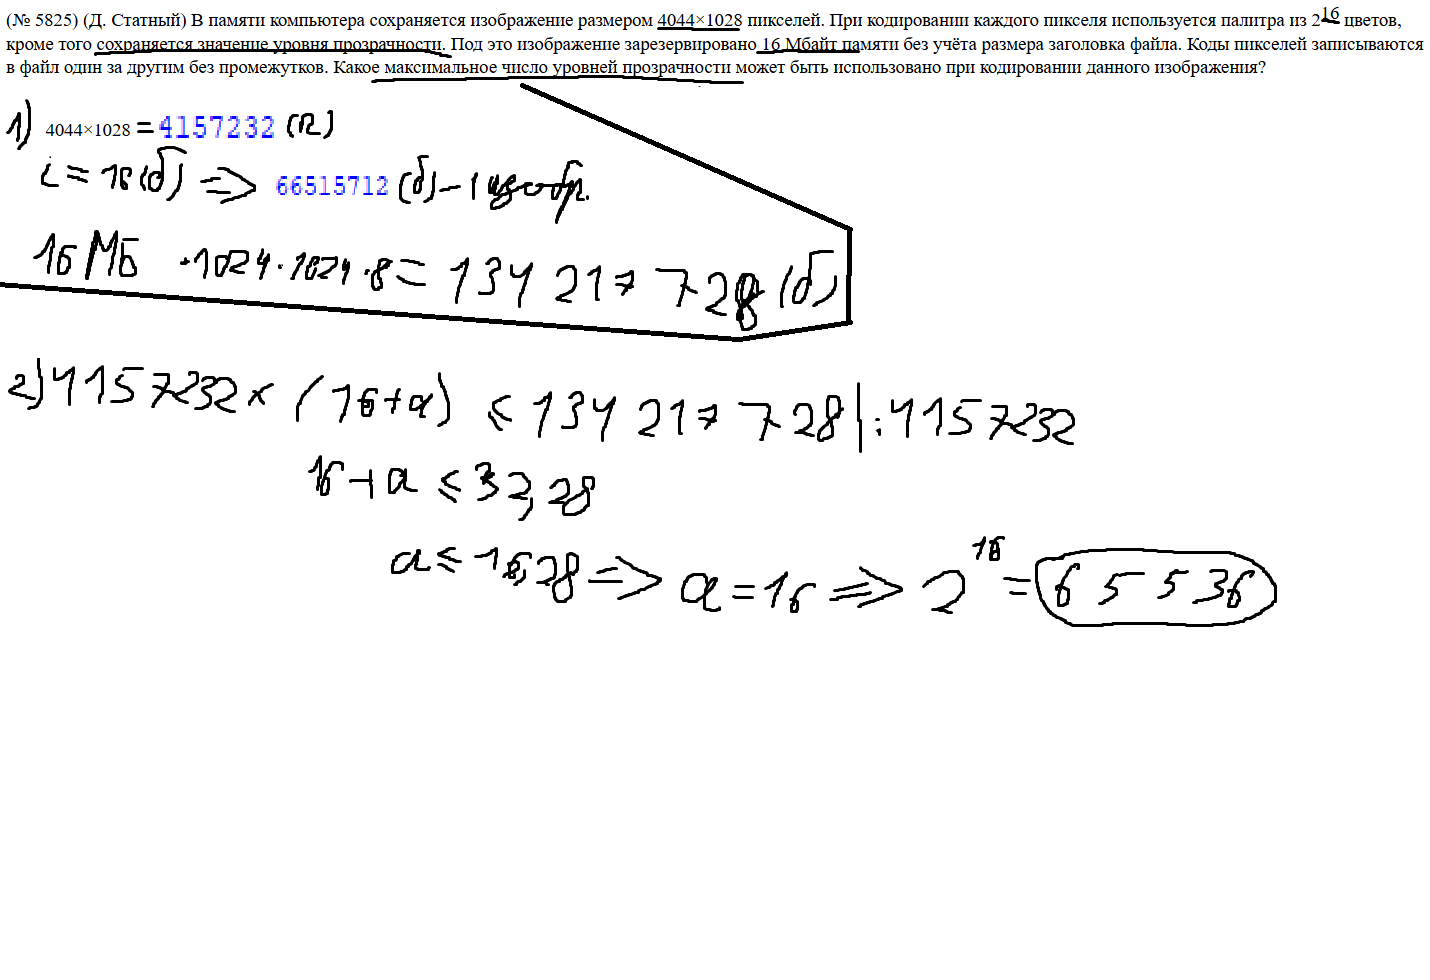 (№ 5825) (Д. Статный) В памяти компьютера сохраняется изображение размером 4044×1028 пикселей. При кодировании каждого пикселя используется палитра из 2^16 цветов,
кроме того сохраняется значение уровня прозрачности. Под это изображение зарезервировано 16 Мбайт памяти без учёта размера заголовка файла. Коды пикселей записываются
в файл один за другим без промежутков. Какое максимальное число уровней прозрачности может быть использовано при кодировании данного изображения?
1) 4044×1028 = 4157232 (П)
i = 16 (б) => 66515712 (б) - 1 изобр.
16 МБ · 1024 · 1024 · 8 = 134 217 728 (б)
2) 4157232 × (16 + a) ≤ 134 217 728 | : 4157232
16 + a ≤ 32,28
a ≤ 16,28 => a = 16 => 2^16 = 65536